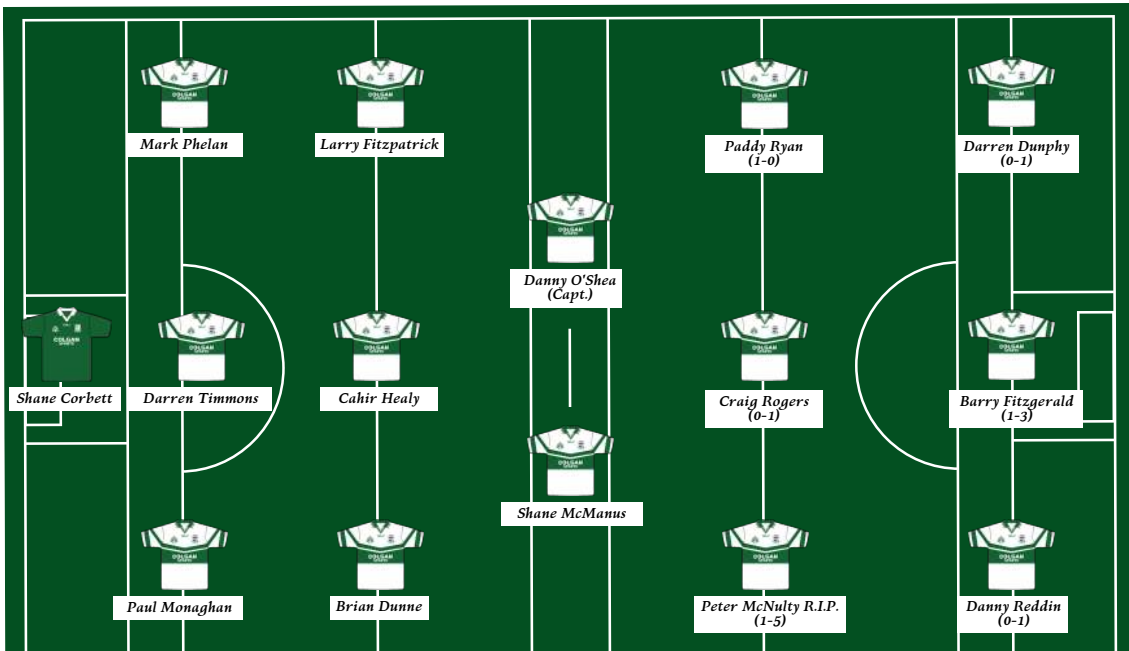 Mark Phelan
Larry Fitzpatrick
Paddy Ryan
(1-0)
Darren Dunphy
(0-1)
Danny O'Shea
(Capt.)
Shane Corbett
Darren Timmons
Cahir Healy
Craig Rogers
(0-1)
Barry Fitzgerald
(1-3)
Shane McManus
Paul Monaghan
Brian Dunne
Peter McNulty R.I.P.
(1-5)
Danny Reddin
(0-1)